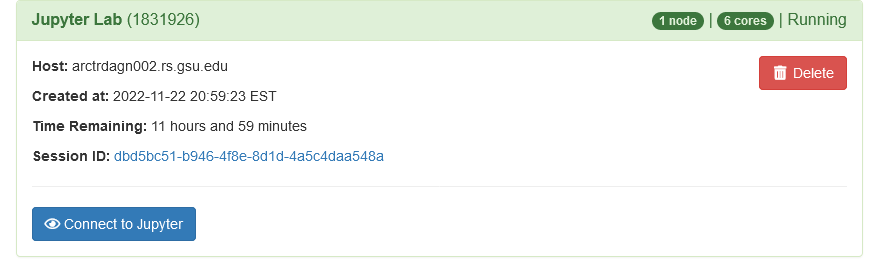 Jupyter Lab (1831926) 1 node | 6 cores | Running
Host: arctrdagn002.rs.gsu.edu
Delete
Created at: 2022-11-22 20:59:23 EST
Time Remaining: 11 hours and 59 minutes
Session ID: dbd5bc51-b946-4f8e-8d1d-4a5c4daa548a
Connect to Jupyter